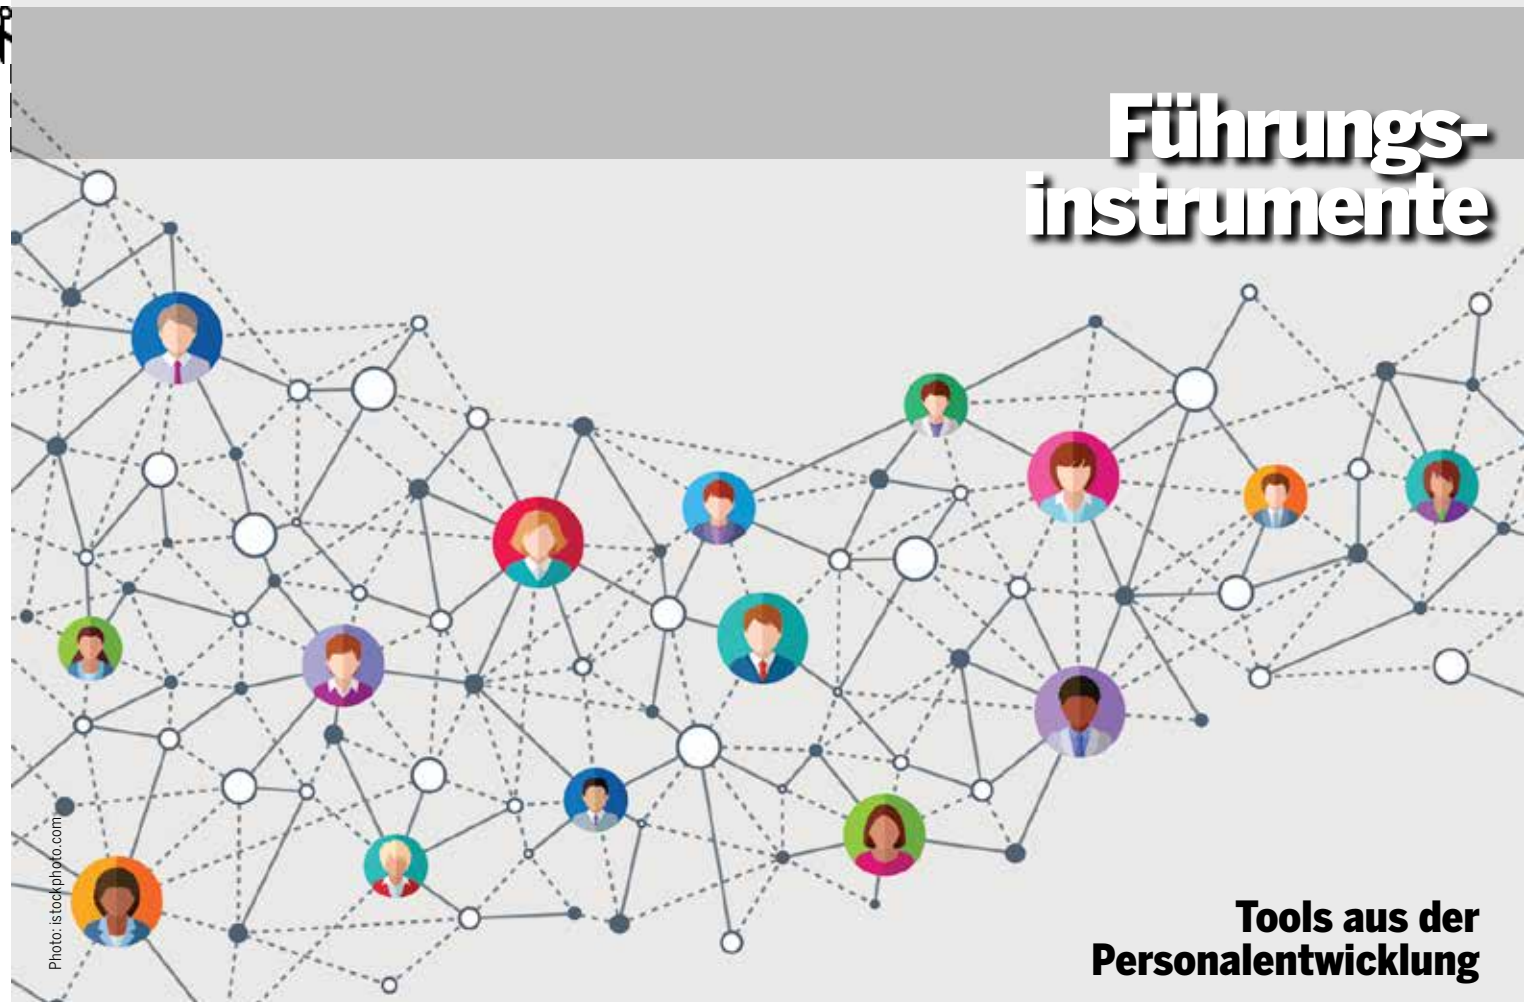 Führungs-
instrumente
Photo: istockphoto.com
Tools aus der
Personalentwicklung